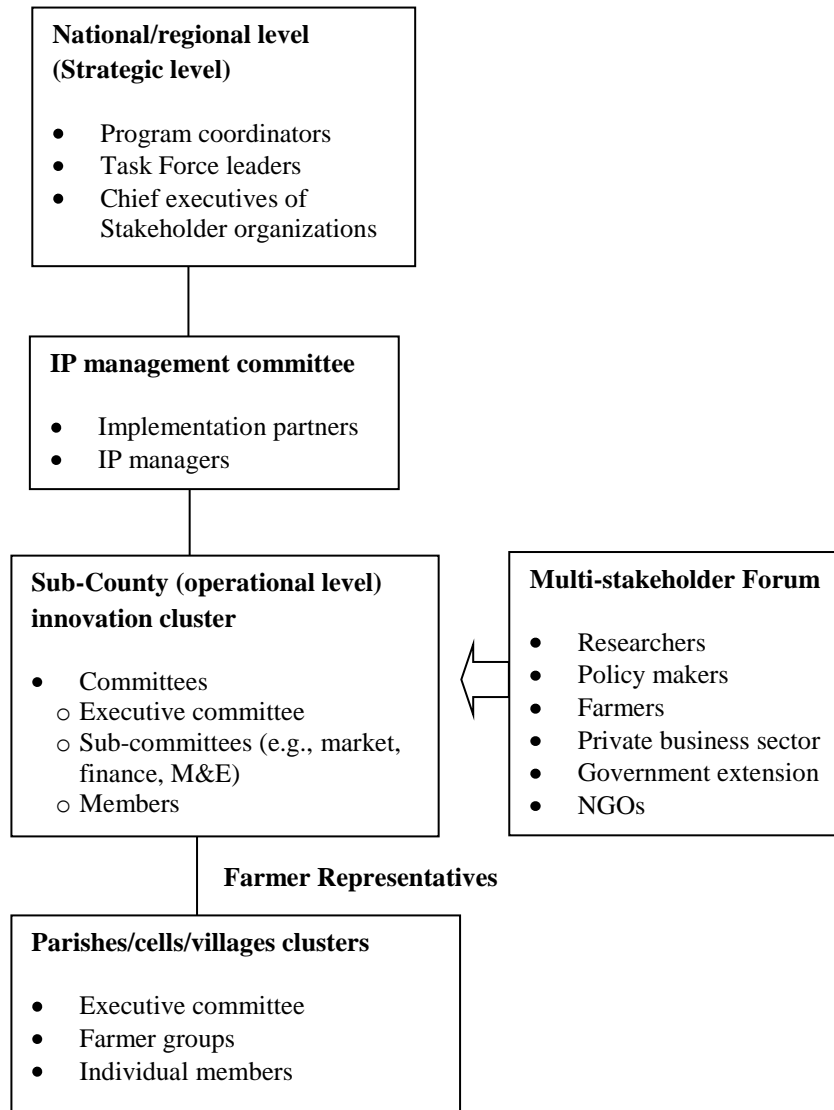 National/regional level
(Strategic level)
• Program coordinators
• Task Force leaders
• Chief executives of
Stakeholder organizations
IP management committee
• Implementation partners
• IP managers
Sub-County (operational level)
innovation cluster
• Committees
o Executive committee
o Sub-committees (e.g., market,
finance, M&E)
o Members
Multi-stakeholder Forum
• Researchers
• Policy makers
• Farmers
• Private business sector
• Government extension
• NGOs
Farmer Representatives
Parishes/cells/villages clusters
• Executive committee
• Farmer groups
• Individual members